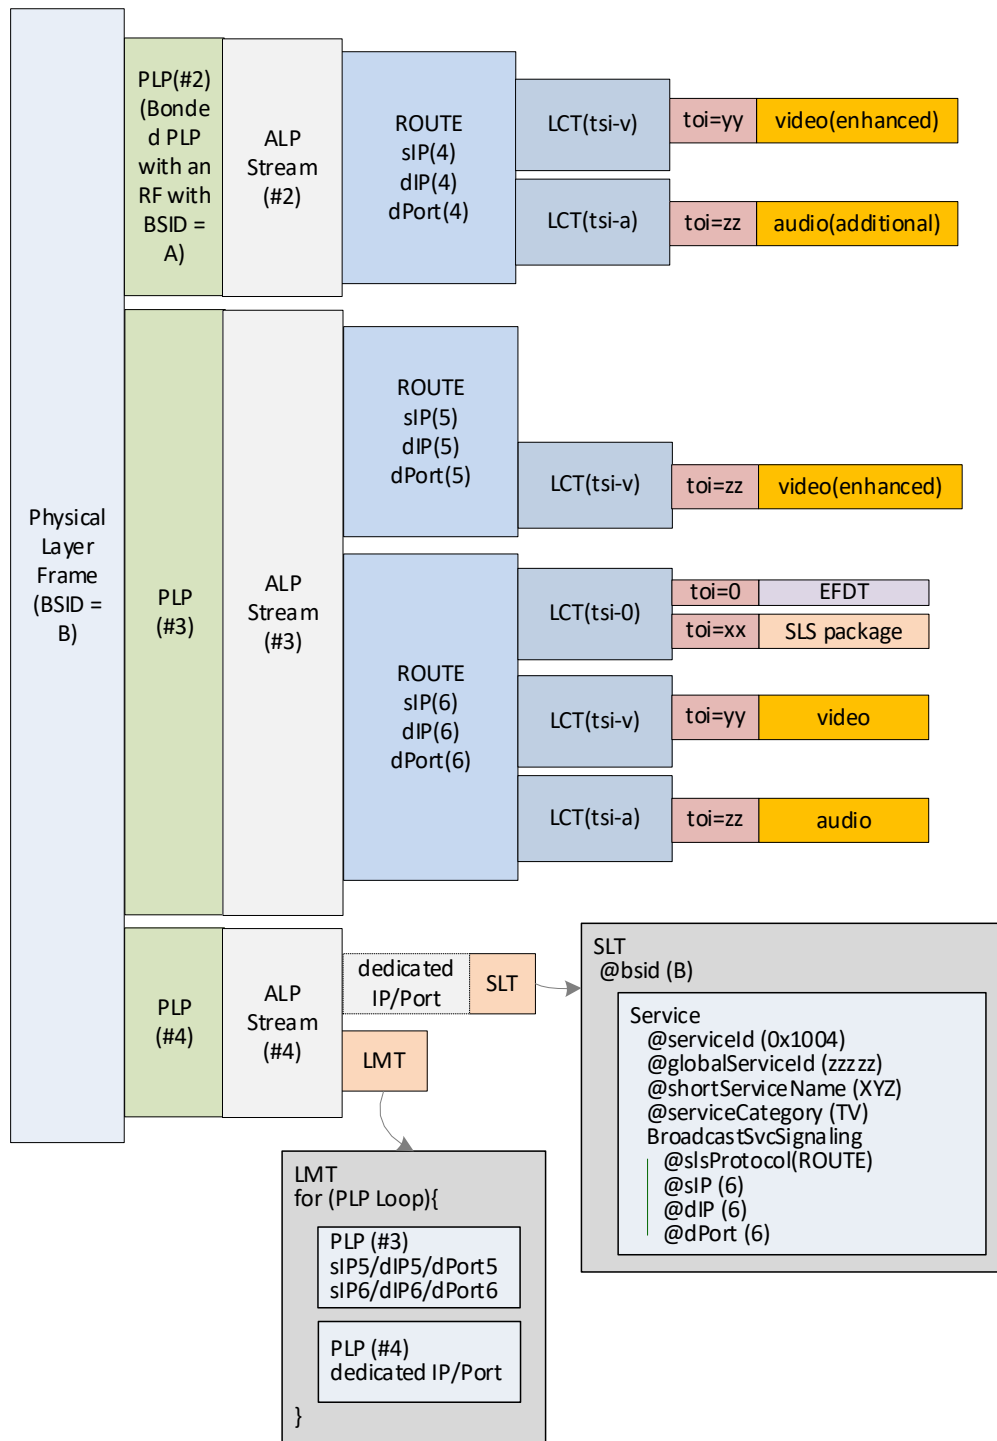 Physical
Layer
Frame
(BSID =
B)
PLP(#2)
(Bonde
d PLP
with an
RF with
BSID =
A)
ALP
Stream
(#2)
ROUTE
sIP(4)
dIP(4)
dPort(4)
LCT(tsi-v)
toi=yy
video(enhanced)
LCT(tsi-a)
toi=zz
audio(additional)
PLP
(#3)
ALP
Stream
(#3)
ROUTE
sIP(5)
dIP(5)
dPort(5)
LCT(tsi-v)
toi=zz
video(enhanced)
ROUTE
sIP(6)
dIP(6)
dPort(6)
LCT(tsi-0)
toi=0
EFDT
toi=xx
SLS package
LCT(tsi-v)
toi=yy
video
LCT(tsi-a)
toi=zz
audio
PLP
(#4)
ALP
Stream
(#4)
dedicated
IP/Port
SLT
LMT
SLT
@bsid (B)
Service
@serviceId (0x1004)
@globalServiceId (zzzzz)
@shortServiceName (XYZ)
@serviceCategory (TV)
BroadcastSvcSignaling
@slsProtocol(ROUTE)
@sIP (6)
@dIP (6)
@dPort (6)
LMT
for (PLP Loop){
PLP (#3)
sIP5/dIP5/dPort5
sIP6/dIP6/dPort6
PLP (#4)
dedicated IP/Port
}